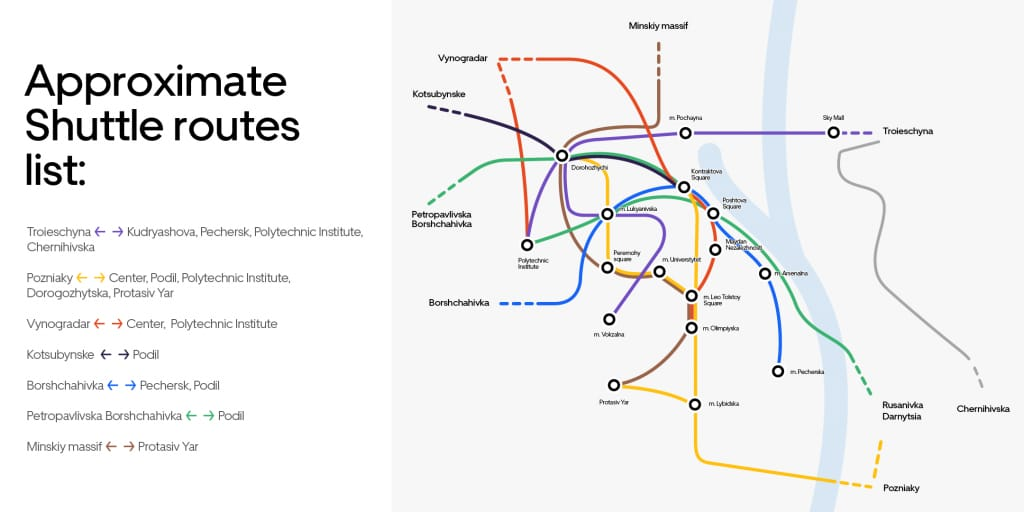 Approximate
Shuttle routes
list:
Troieschyna ← → Kudryashova, Pechersk, Polytechnic Institute,
Chernihivska
Pozniaky ← → Center, Podil, Polytechnic Institute,
Dorogozhytska, Protasiv Yar
Vynogradar ← → Center, Polytechnic Institute
Kotsubynske ← → Podil
Borshchahivka ← → Pechersk, Podil
Petropavlivska Borshchahivka ← → Podil
Minskiy massif ← → Protasiv Yar
Minskiy massif
Vynogradar
Kotsubynske
m. Pochayna
Sky Mall
Troieschyna
Dorohozhychi
Kontraktova
Square
Petropavlivska
Borshchahivka
m. Lukyanivska
Poshtova
Square
Polytechnic
Institute
Peremohy
square
m. Universytet
Maydan
Nezalezhnosti
m. Arsenalna
Borshchahivka
m. Leo Tolstoy
Square
m. Vokzalna
m. Olimpiyska
m. Pecherska
Protasiv Yar
m. Lybidska
Rusanivka
Darnytsia
Chernihivska
Pozniaky